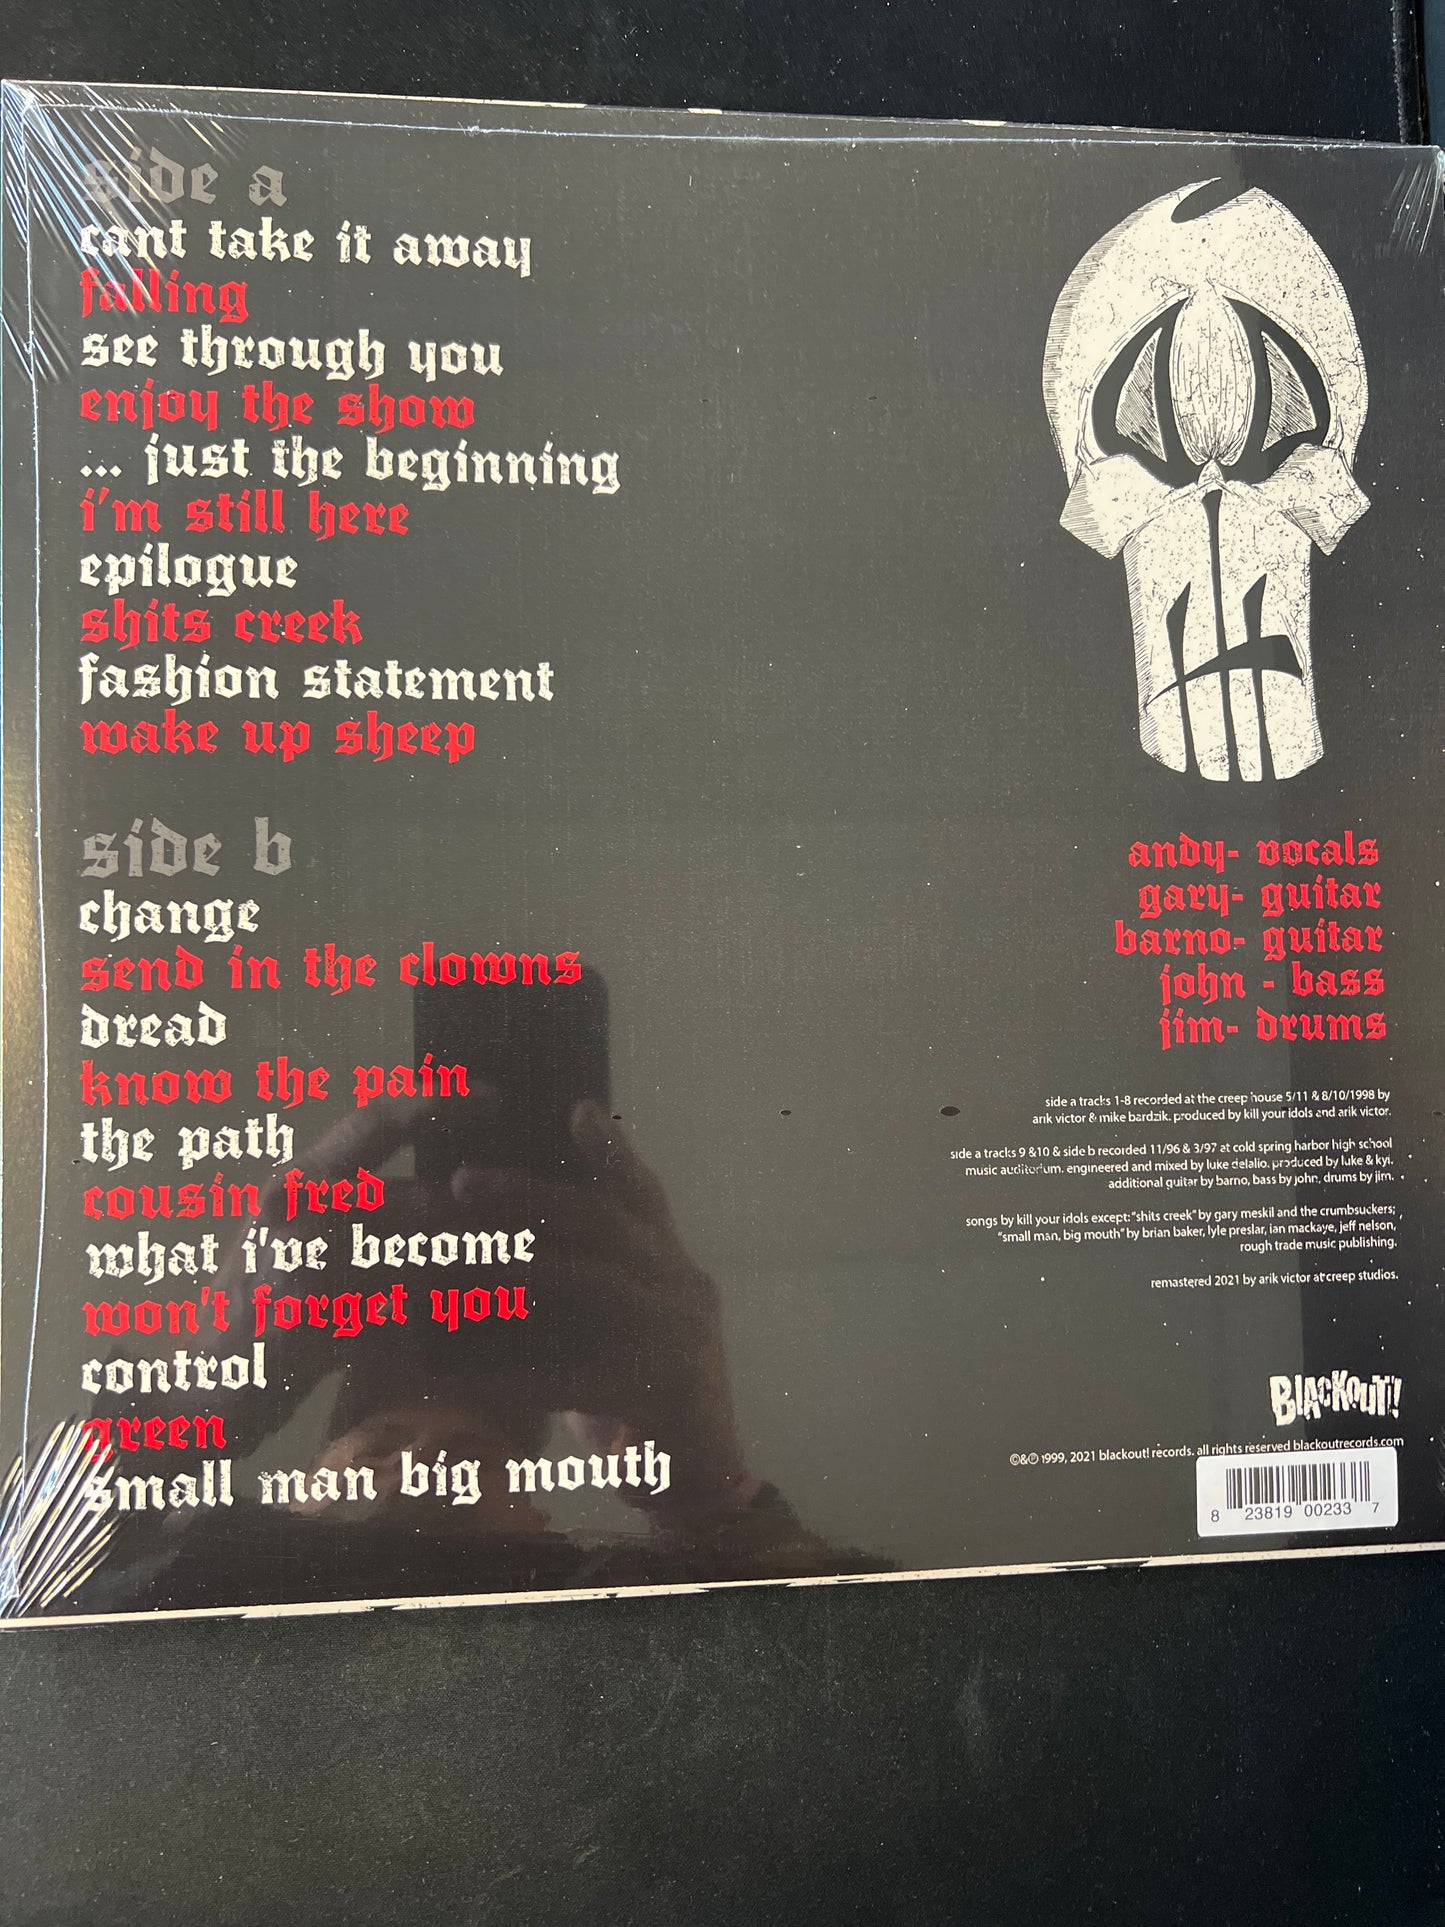 side a
cant take it away
falling
see through you
enjoy the show
... just the beginning
i'm still here
epilogue
shits creek
fashion statement
wake up sheep
side b
change
send in the clowns
dread
know the pain
the path
cousin fred
what i've become
won't forget you
control
green
small man big mouth
andy- vocals
gary- guitar
barno- guitar
john - bass
jim- drums
side a tracks 1-8 recorded at the creep house 5/11 & 8/10/1998 by
arik victor & mike bardzik. produced by kill your idols and arik victor.
side a tracks 9 &10 & side b recorded 11/96 & 3/97 at cold spring harbor high school
music auditorium. engineered and mixed by luke delalio. produced by luke & kyi.
additional guitar by barno, bass by john, drums by jim.
songs by kill your idols except: "shits creek" by gary meskil and the crumbsuckers;
"small man, big mouth" by brian baker, lyle preslar, ian mackaye, jeff nelson,
rough trade music publishing.
remastered 2021 by arik victor at creep studios.
BlAcKOuT!
©&℗ 1999, 2021 blackout! records. all rights reserved blackoutrecords.com
8 23819 00233 7